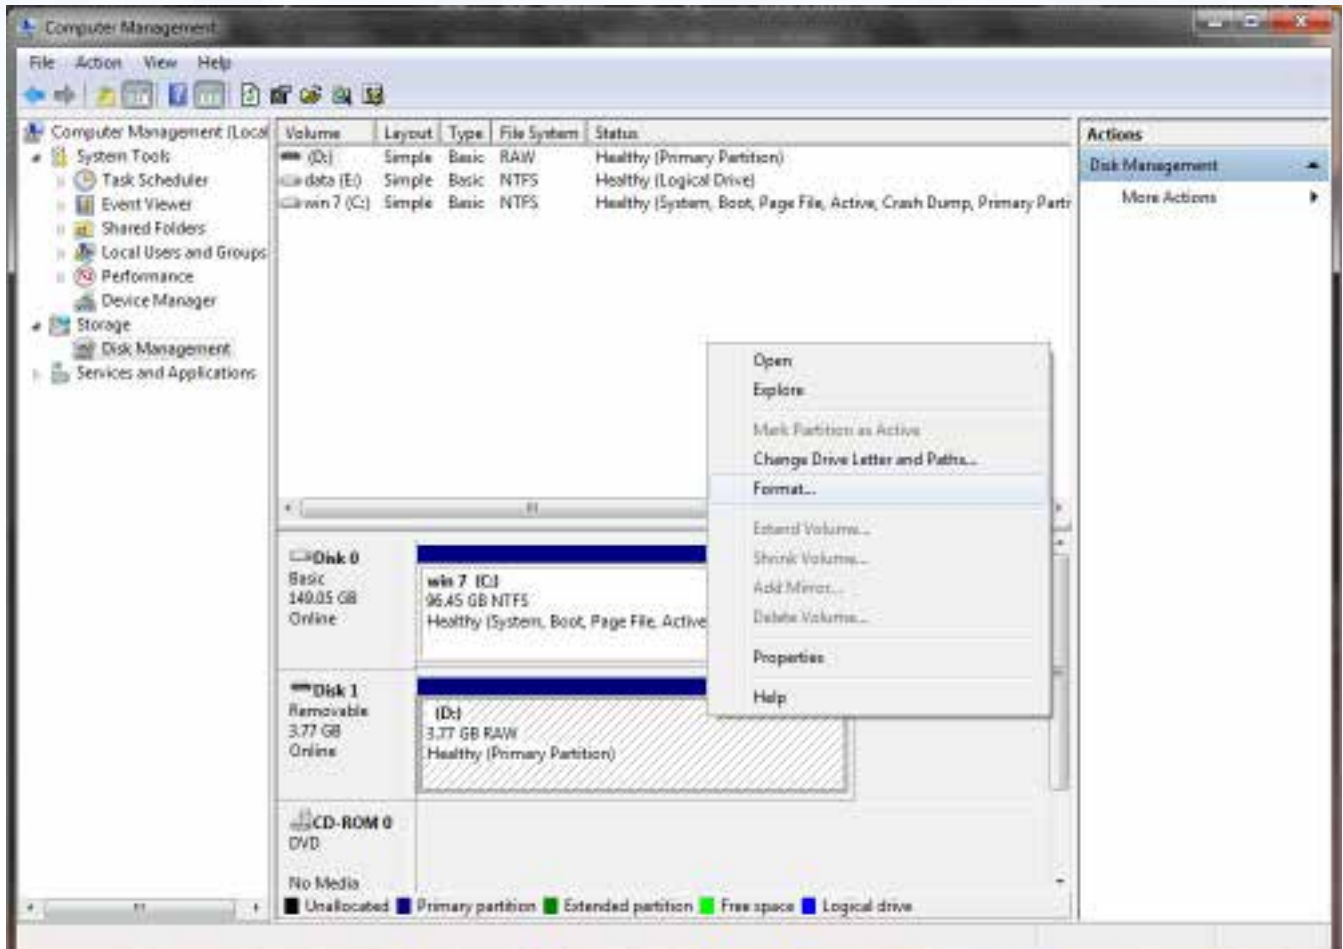 Computer Management
File Action View Help
Computer Management (Local
System Tools
Task Scheduler
Event Viewer
Shared Folders
Local Users and Groups
Performance
Device Manager
Storage
Disk Management
Services and Applications
Volume Layout Type File System Status
(D:) Simple Basic RAW Healthy (Primary Partition)
data (E:) Simple Basic NTFS Healthy (Logical Drive)
win 7 (C:) Simple Basic NTFS Healthy (System, Boot, Page File, Active, Crash Dump, Primary Parti
Actions
Disk Management
More Actions
Open
Explore
Mark Partition as Active
Change Drive Letter and Paths...
Format...
Extend Volume...
Shrink Volume...
Add Mirror...
Delete Volume...
Properties
Help
Disk 0
Basic
149.05 GB
Online
win 7 (C:)
96.45 GB NTFS
Healthy (System, Boot, Page File, Active
Disk 1
Removable
3.77 GB
Online
(D:)
3.77 GB RAW
Healthy (Primary Partition)
CD-ROM 0
DVD
No Media
Unallocated Primary partition Extended partition Free space Logical drive